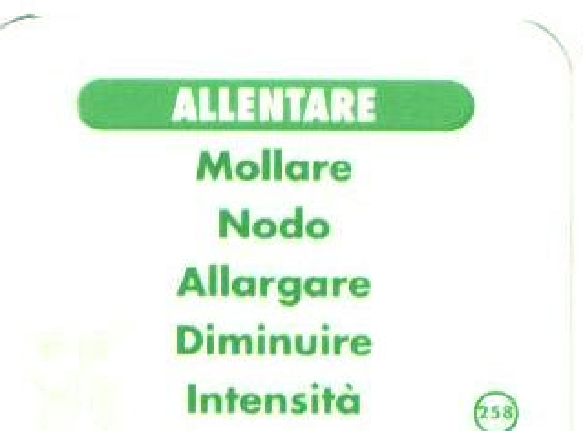 ALLENTARE
Mollare
Nodo
Allargare
Diminuire
Intensità
258